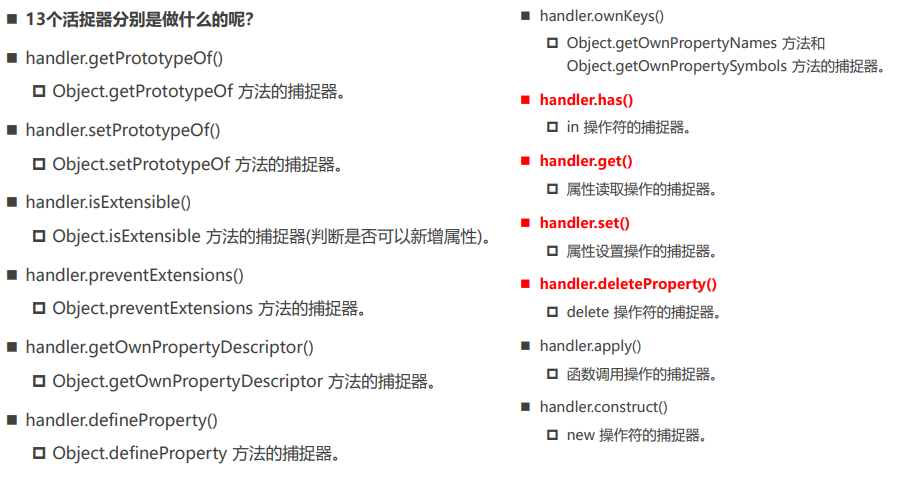 13个活捉器分别是做什么的呢?
handler.getPrototypeOf()
Object.getPrototypeOf 方法的捕捉器。
handler.setPrototypeOf()
Object.setPrototypeOf 方法的捕捉器。
handler.isExtensible()
Object.isExtensible 方法的捕捉器(判断是否可以新增属性)。
handler.preventExtensions()
Object.preventExtensions 方法的捕捉器。
handler.getOwnPropertyDescriptor()
Object.getOwnPropertyDescriptor 方法的捕捉器。
handler.defineProperty()
Object.defineProperty 方法的捕捉器。
handler.ownKeys()
Object.getOwnPropertyNames 方法和
Object.getOwnPropertySymbols 方法的捕捉器。
handler.has()
in 操作符的捕捉器。
handler.get()
属性读取操作的捕捉器。
handler.set()
属性设置操作的捕捉器。
handler.deleteProperty()
delete 操作符的捕捉器。
handler.apply()
函数调用操作的捕捉器。
handler.construct()
new 操作符的捕捉器。